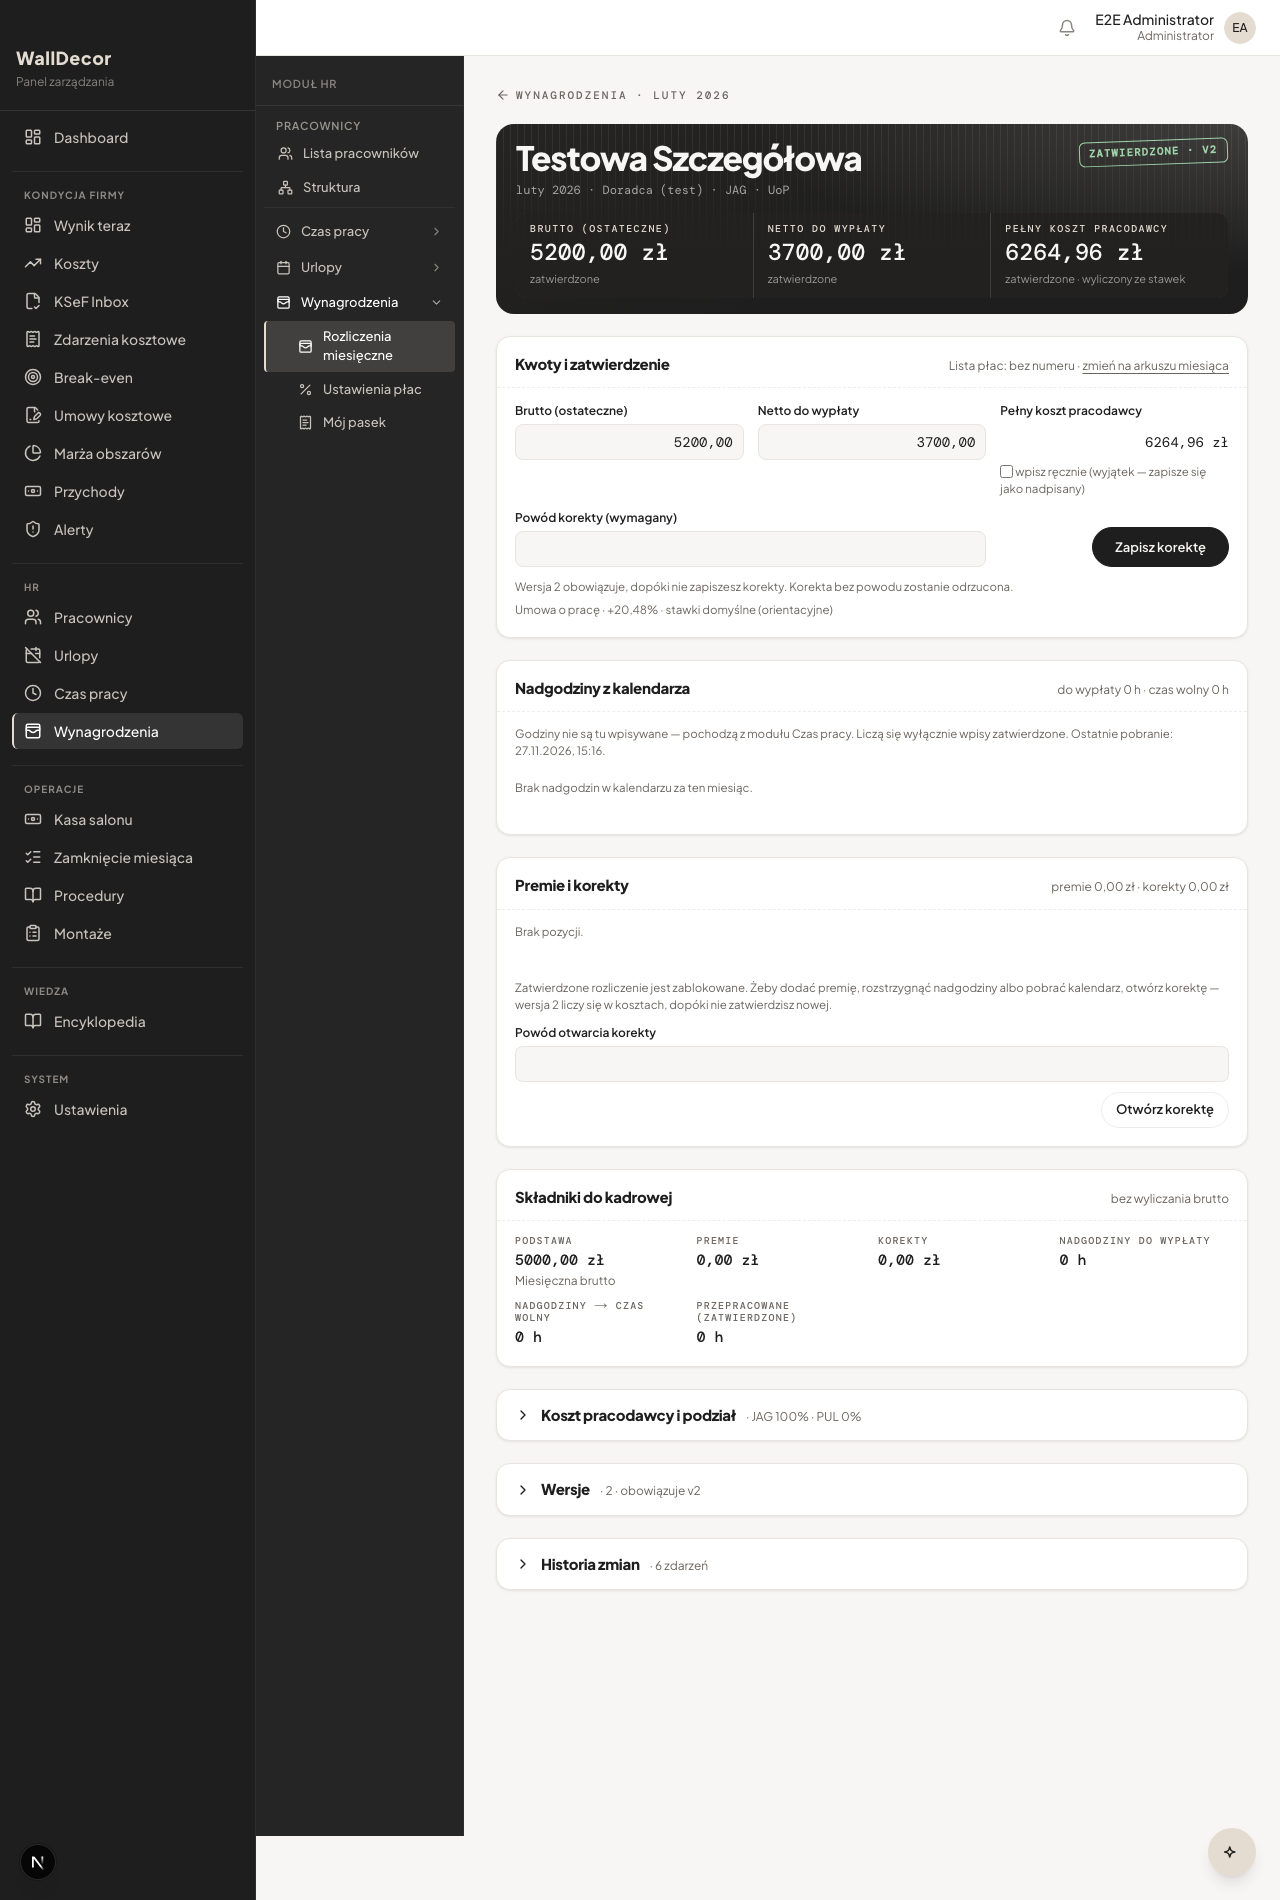 WallDecor
Panel zarządzania
Dashboard
KONDYCJA FIRMY
Wynik teraz
Koszty
KSeF Inbox
Zdarzenia kosztowe
Break-even
Umowy kosztowe
Marża obszarów
Przychody
Alerty
HR
Pracownicy
Urlopy
Czas pracy
Wynagrodzenia
OPERACJE
Kasa salonu
Zamknięcie miesiąca
Procedury
Montaże
WIEDZA
Encyklopedia
SYSTEM
Ustawienia
N
E2E Administrator
Administrator
EA
MODUŁ HR
PRACOWNICY
Lista pracowników
Struktura
Czas pracy
Urlopy
Wynagrodzenia
Rozliczenia
miesięczne
Ustawienia płac
Mój pasek
← WYNAGRODZENIA · LUTY 2026
Testowa Szczegółowa
ZATWIERDZONE · V2
luty 2026 · Doradca (test) · JAG · UoP
BRUTTO (OSTATECZNE)
5200,00 zł
zatwierdzone
NETTO DO WYPŁATY
3700,00 zł
zatwierdzone
PEŁNY KOSZT PRACODAWCY
6264,96 zł
zatwierdzone · wyliczony ze stawek
Kwoty i zatwierdzenie
Lista płac: bez numeru · zmień na arkuszu miesiąca
Brutto (ostateczne)
5200,00
Netto do wypłaty
3700,00
Pełny koszt pracodawcy
6264,96 zł
wpisz ręcznie (wyjątek — zapisze się
jako nadpisany)
Powód korekty (wymagany)
Zapisz korektę
Wersja 2 obowiązuje, dopóki nie zapiszesz korekty. Korekta bez powodu zostanie odrzucona.
Umowa o pracę · +20,48% · stawki domyślne (orientacyjne)
Nadgodziny z kalendarza
do wypłaty 0 h · czas wolny 0 h
Godziny nie są tu wpisywane — pochodzą z modułu Czas pracy. Liczą się wyłącznie wpisy zatwierdzone. Ostatnie pobranie:
27.11.2026, 15:16.
Brak nadgodzin w kalendarzu za ten miesiąc.
Premie i korekty
premie 0,00 zł · korekty 0,00 zł
Brak pozycji.
Zatwierdzone rozliczenie jest zablokowane. Żeby dodać premię, rozstrzygnąć nadgodziny albo pobrać kalendarz, otwórz korektę —
wersja 2 liczy się w kosztach, dopóki nie zatwierdzisz nowej.
Powód otwarcia korekty
Otwórz korektę
Składniki do kadrowej
bez wyliczania brutto
PODSTAWA
5000,00 zł
Miesięczna brutto
PREMIE
0,00 zł
KOREKTY
0,00 zł
NADGODZINY DO WYPŁATY
0 h
NADGODZINY → CZAS
WOLNY
0 h
PRZEPRACOWANE
(ZATWIERDZONE)
0 h
Koszt pracodawcy i podział · JAG 100% · PUL 0%
Wersje · 2 · obowiązuje v2
Historia zmian · 6 zdarzeń